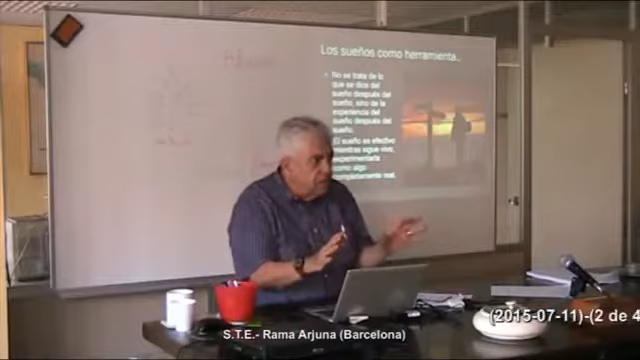 Los sueños como herramienta..
No se trata de lo
que se dice del
sueño después del
sueño, sino de la
experiencia del
sueño después del
sueño.
El sueño es efectivo
mientras sigue vivo,
experimentada
como algo
completamente real.
(2015-07-11)-(2 de 4
S.T.E.- Rama Arjuna (Barcelona)